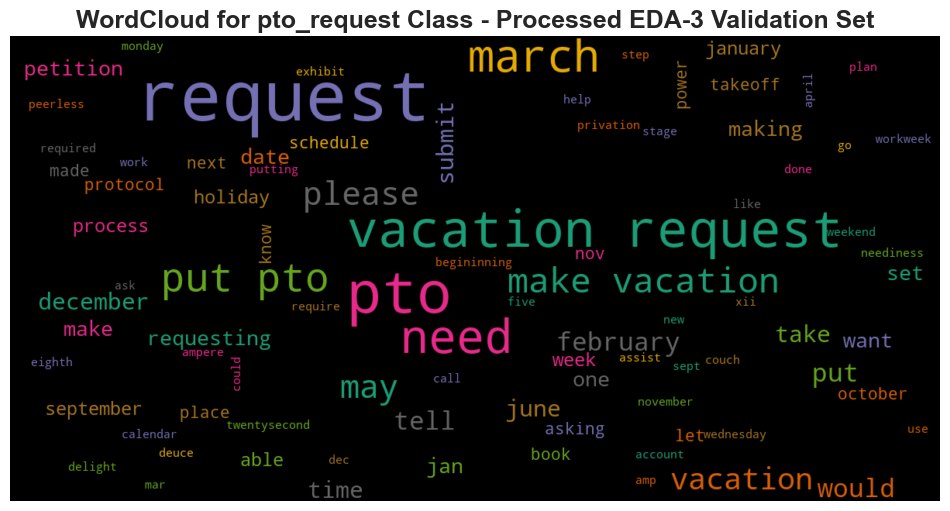 WordCloud for pto_request Class - Processed EDA-3 Validation Set
monday
march
step
january
petition
exhibit
power
plan
request
takeoff
april
peerless
help
submit
privation
stage
making
schedule
workweek
required
go
date
work
next
putting
made
done
protocol
please
holiday
like
process
vacation request
know
weekend
nov
neediness
begininning
put pto
make vacation
set
ask
pto
december
require
five
xii
make
need
new
requesting
february
take
want
ampere
week
assist
couch
eighth
sept
could
one
call
put
may
october
november
september
place
june
tell
twentysecond
asking
let
wednesday
use
calendar
deuce
able
dec
book
account
delight
jan
mar
time
amp
vacation
would